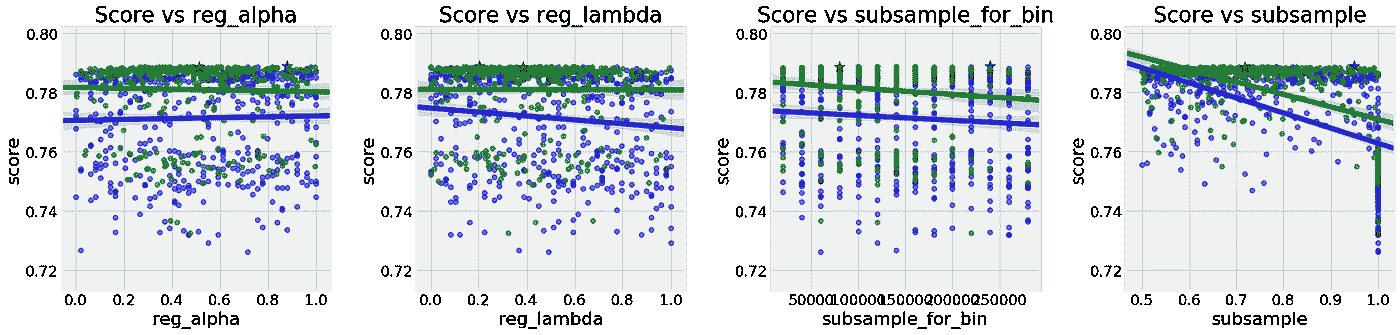 Score vs reg_alpha
0.80
0.78
0.76
0.74
0.72
score
0.0 0.2 0.4 0.6 0.8 1.0
reg_alpha
Score vs reg_lambda
0.80
0.78
0.76
0.74
0.72
score
0.0 0.2 0.4 0.6 0.8 1.0
reg_lambda
Score vs subsample_for_bin
0.80
0.78
0.76
0.74
0.72
score
50000 100000 150000 200000 250000
subsample_for_bin
Score vs subsample
0.80
0.78
0.76
0.74
0.72
score
0.5 0.6 0.7 0.8 0.9 1.0
subsample